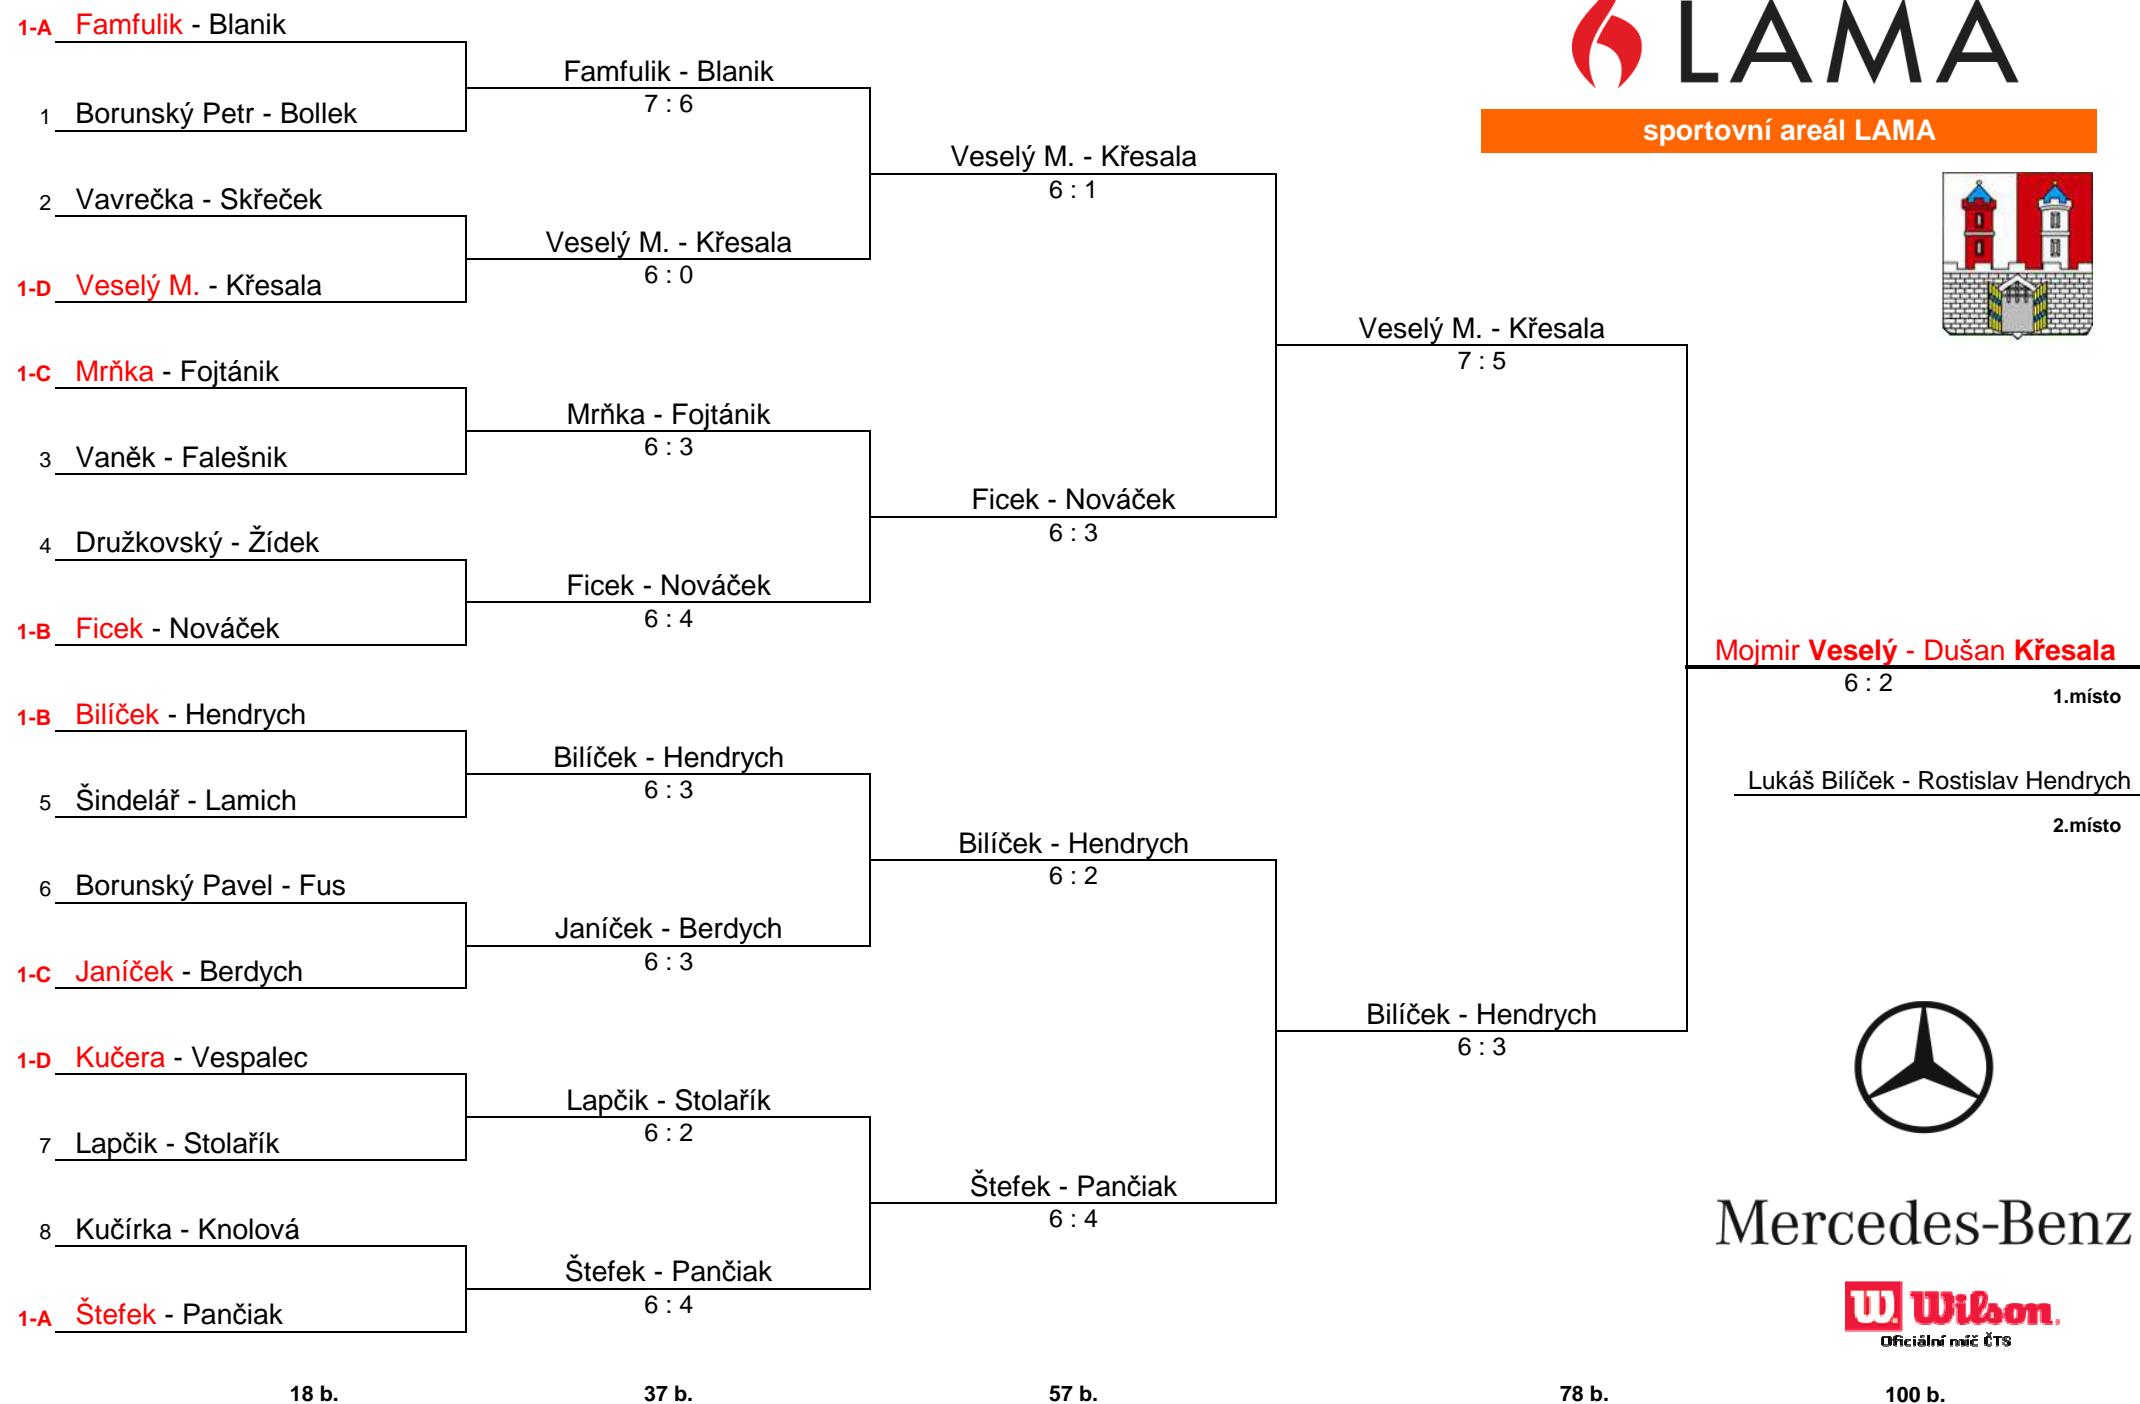 LAMA
sportovní areál LAMA
1-A Famfulik - Blanik
1 Borunský Petr - Bollek
2 Vavrečka - Skřeček
1-D Veselý M. - Křesala
1-C Mrňka - Fojtánik
3 Vaněk - Falešnik
4 Družkovský - Žídek
1-B Ficek - Nováček
1-B Bilíček - Hendrych
5 Šindelář - Lamich
6 Borunský Pavel - Fus
1-C Janíček - Berdych
1-D Kučera - Vespalec
7 Lapčik - Stolařík
8 Kučírka - Knolová
1-A Štefek - Pančiak
Famfulik - Blanik
7 : 6
Veselý M. - Křesala
6 : 0
Mrňka - Fojtánik
6 : 3
Ficek - Nováček
6 : 4
Bilíček - Hendrych
6 : 3
Janíček - Berdych
6 : 3
Lapčik - Stolařík
6 : 2
Štefek - Pančiak
6 : 4
Veselý M. - Křesala
6 : 1
Ficek - Nováček
6 : 3
Bilíček - Hendrych
6 : 2
Štefek - Pančiak
6 : 4
Veselý M. - Křesala
7 : 5
Bilíček - Hendrych
6 : 3
Mojmir Veselý - Dušan Křesala
6 : 2
1.místo
Lukáš Bilíček - Rostislav Hendrych
2.místo
Mercedes-Benz
W Wilson.
Oficiální míč ČTS
18 b. 37 b. 57 b. 78 b. 100 b.